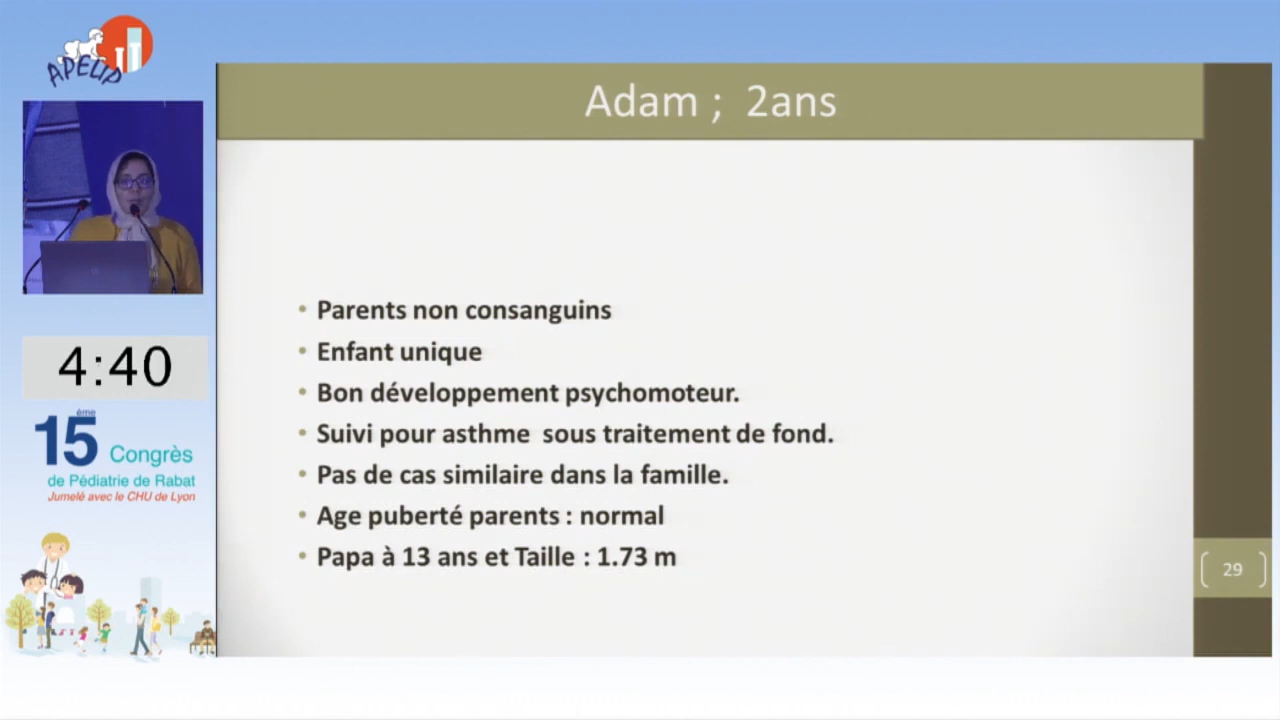 APEUP
Adam ; 2ans
• Parents non consanguins
• Enfant unique
• Bon développement psychomoteur.
• Suivi pour asthme sous traitement de fond.
• Pas de cas similaire dans la famille.
• Age puberté parents : normal
• Papa à 13 ans et Taille : 1.73 m
29
4:40
15ème Congrès
de Pédiatrie de Rabat
Jumelé avec le CHU de Lyon